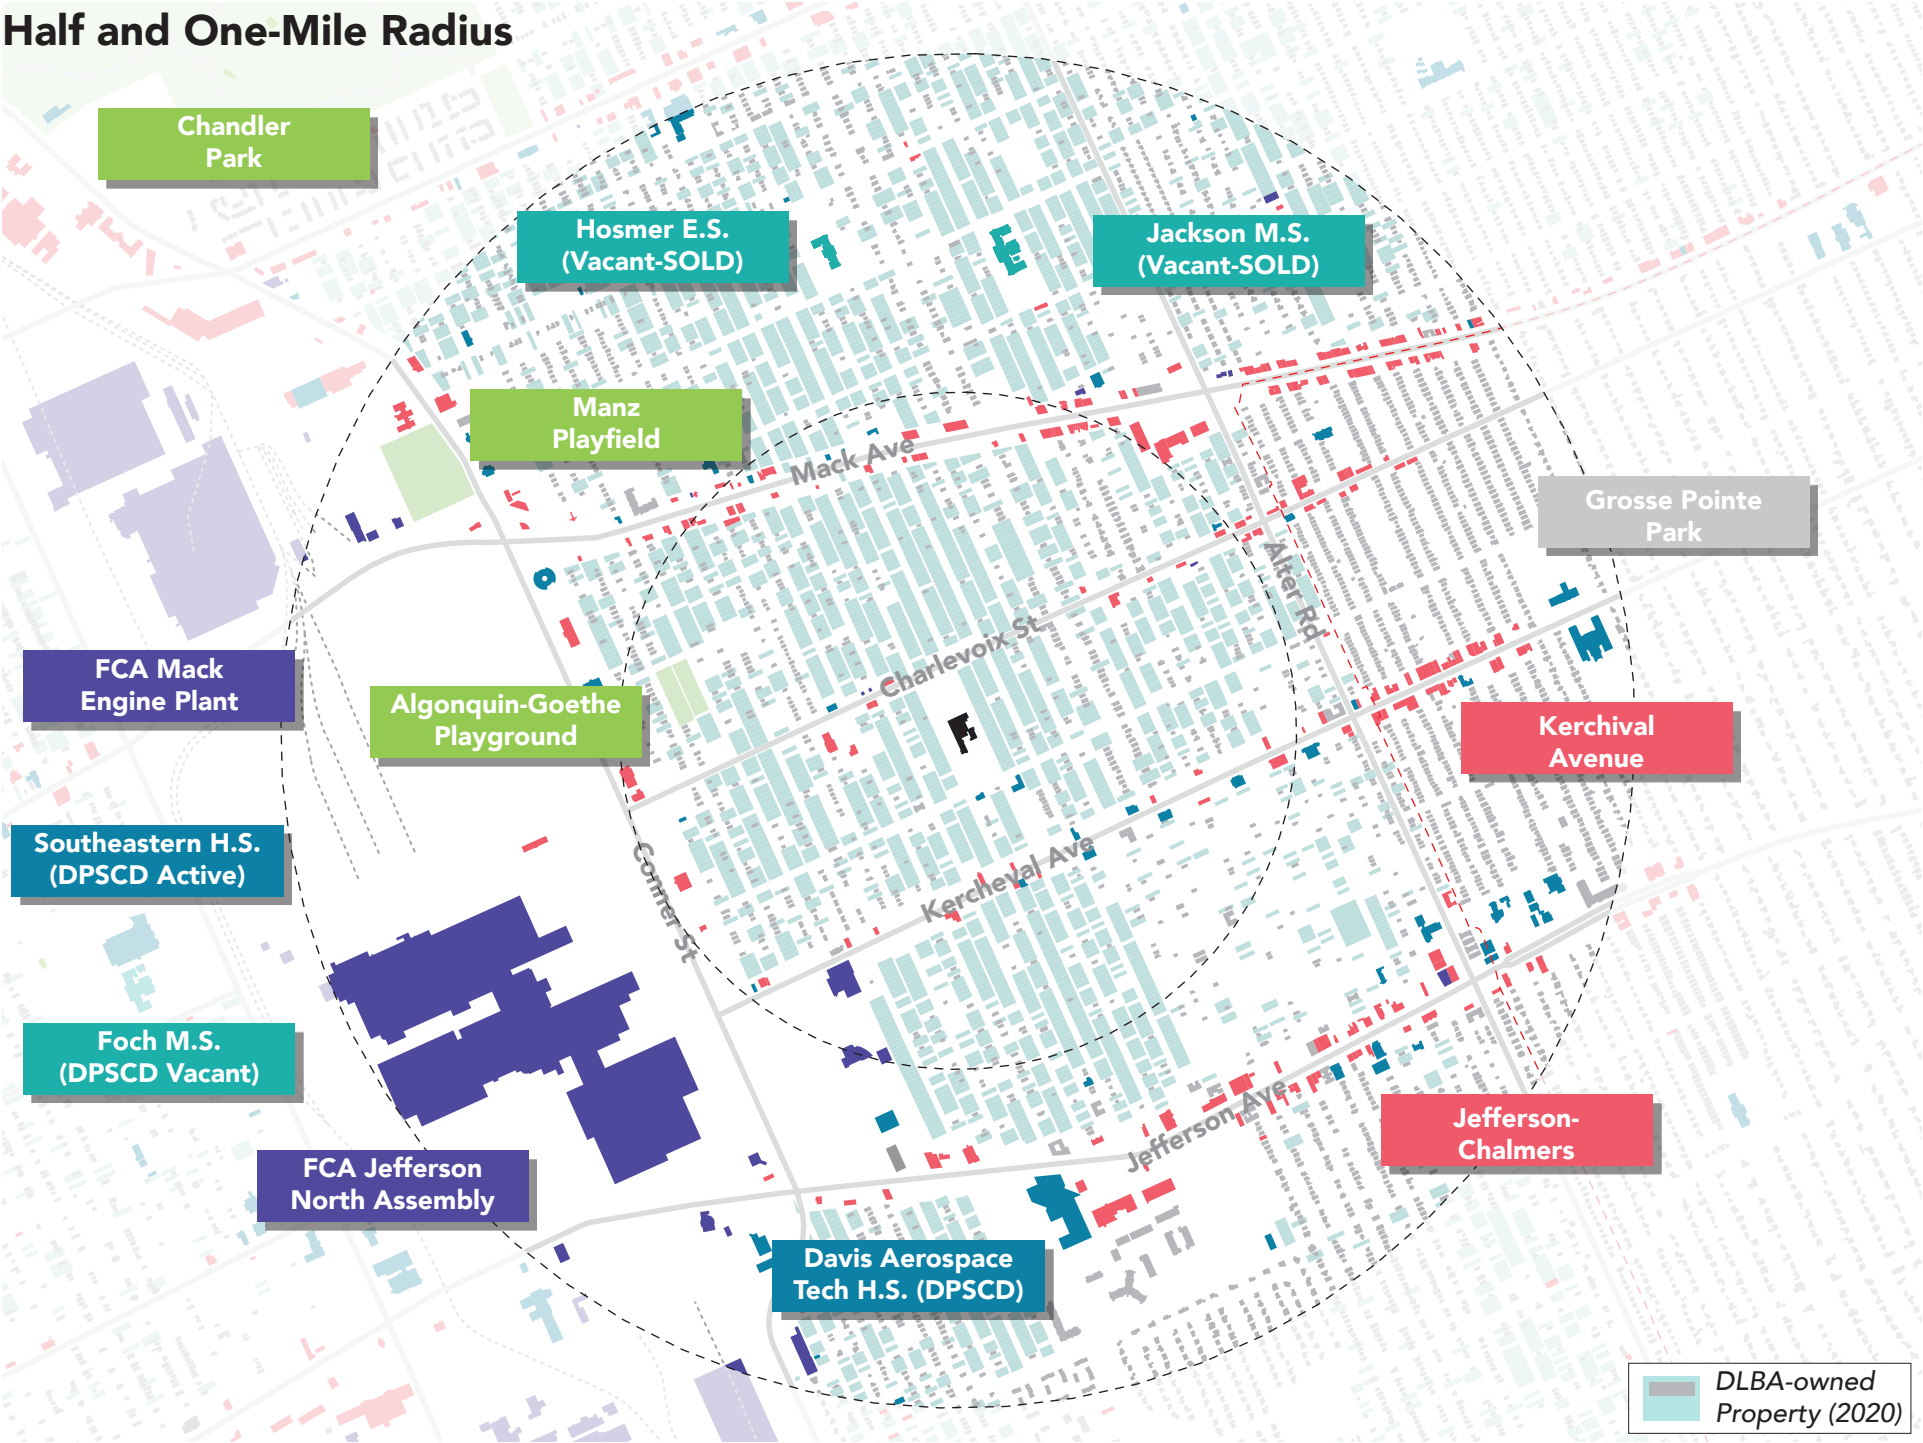 Half and One-Mile Radius
Chandler
Park
Hosmer E.S.
(Vacant-SOLD)
Jackson M.S.
(Vacant-SOLD)
Manz
Playfield
Mack Ave
Grosse Pointe
Park
Alter Rd
Charlevoix St
FCA Mack
Engine Plant
Algonquin-Goethe
Playground
Kerchival
Avenue
Southeastern H.S.
(DPSCD Active)
Conner St
Kercheval Ave
Foch M.S.
(DPSCD Vacant)
Jefferson Ave
Jefferson-
Chalmers
FCA Jefferson
North Assembly
Davis Aerospace
Tech H.S. (DPSCD)
DLBA-owned
Property (2020)